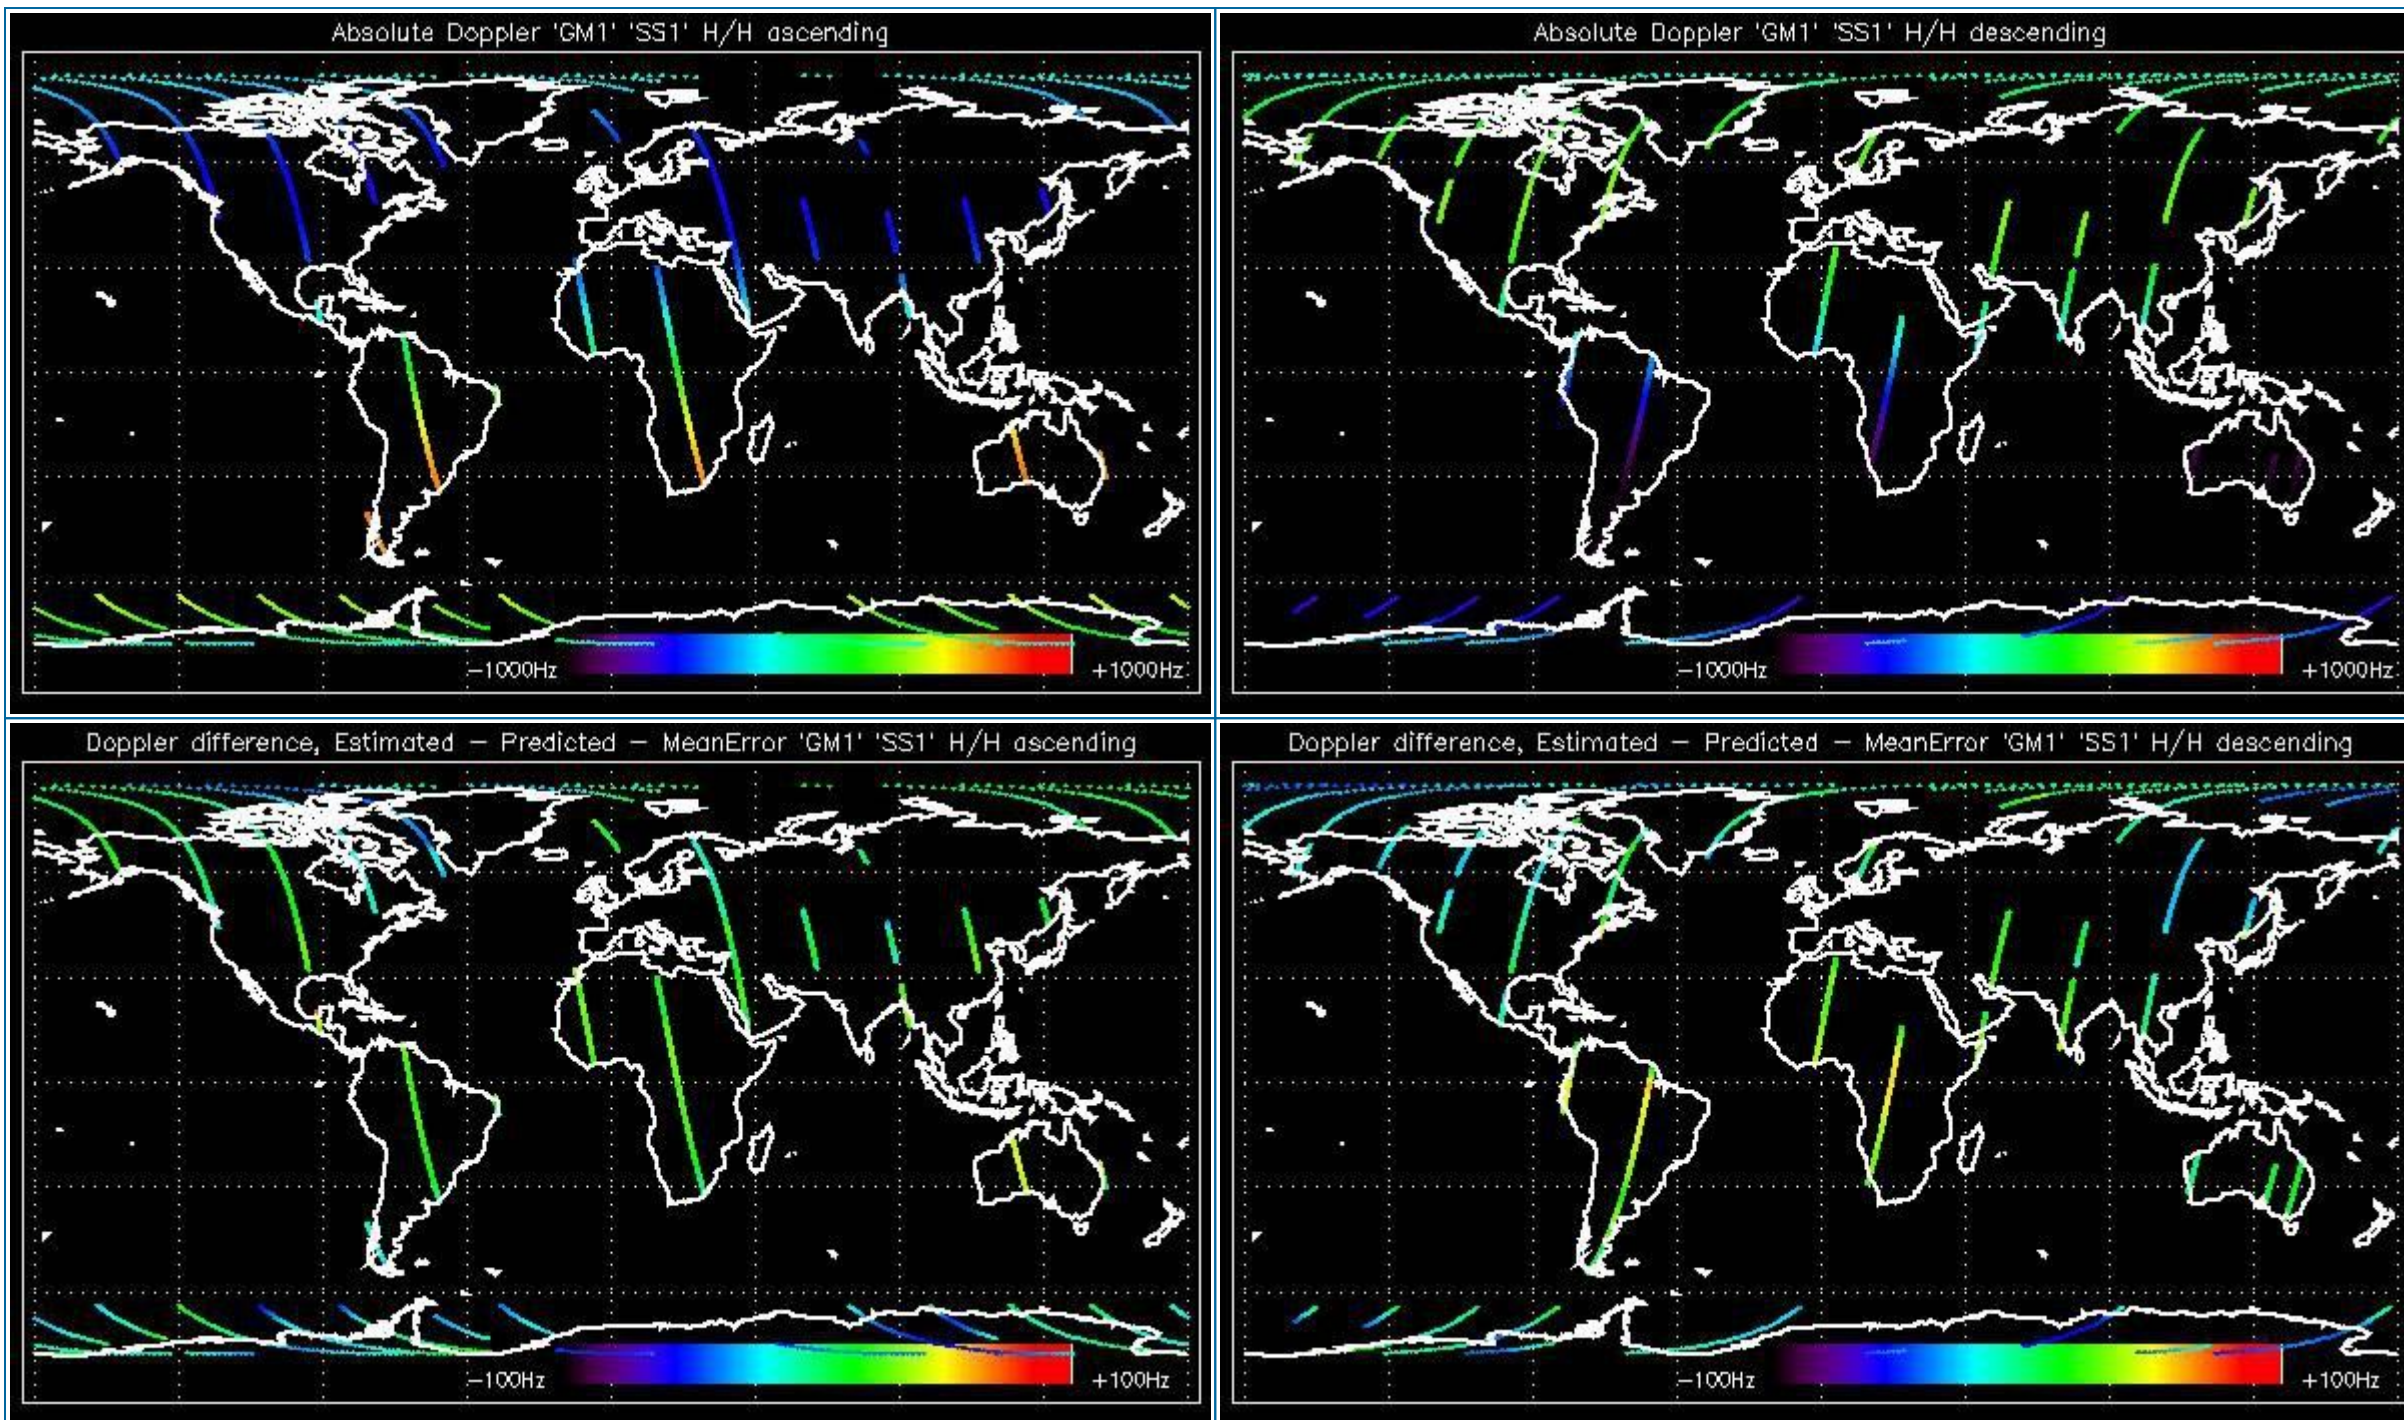 Absolute Doppler 'GM1' 'SS1' H/H ascending
-1000Hz
+1000Hz
Absolute Doppler 'GM1' 'SS1' H/H descending
-1000Hz
+1000Hz
Doppler difference, Estimated - Predicted - MeanError 'GM1' 'SS1' H/H ascending
-100Hz
+100Hz
Doppler difference, Estimated - Predicted - MeanError 'GM1' 'SS1' H/H descending
-100Hz
+100Hz